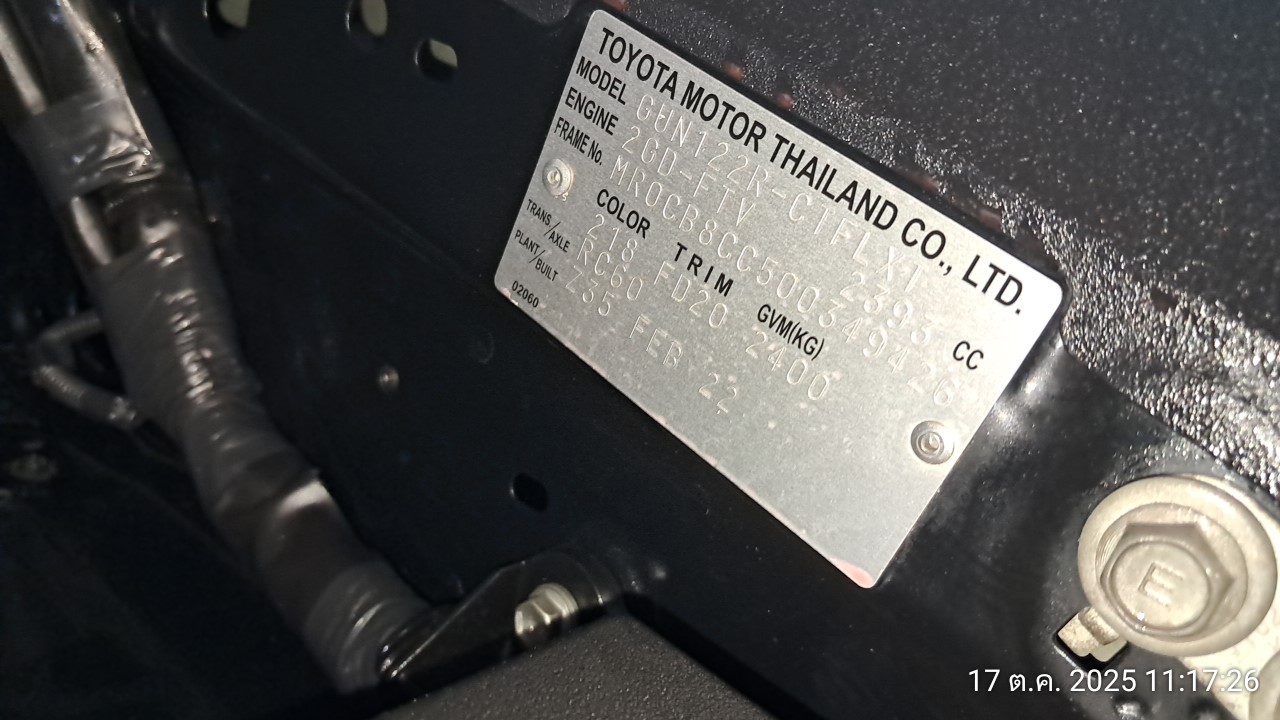 TOYOTA MOTOR THAILAND CO., LTD.
MODEL GUN122R-CTFLXT
ENGINE 2GD-FTV 2393 CC
FRAME No. MR0CB8CC500349426
COLOR TRIM GVM(KG)
218 FD20 2400
TRANS/AXLE RC60
PLANT/BUILT Z35 FEB 22
02060
E
17 ต.ค. 2025 11:17:26